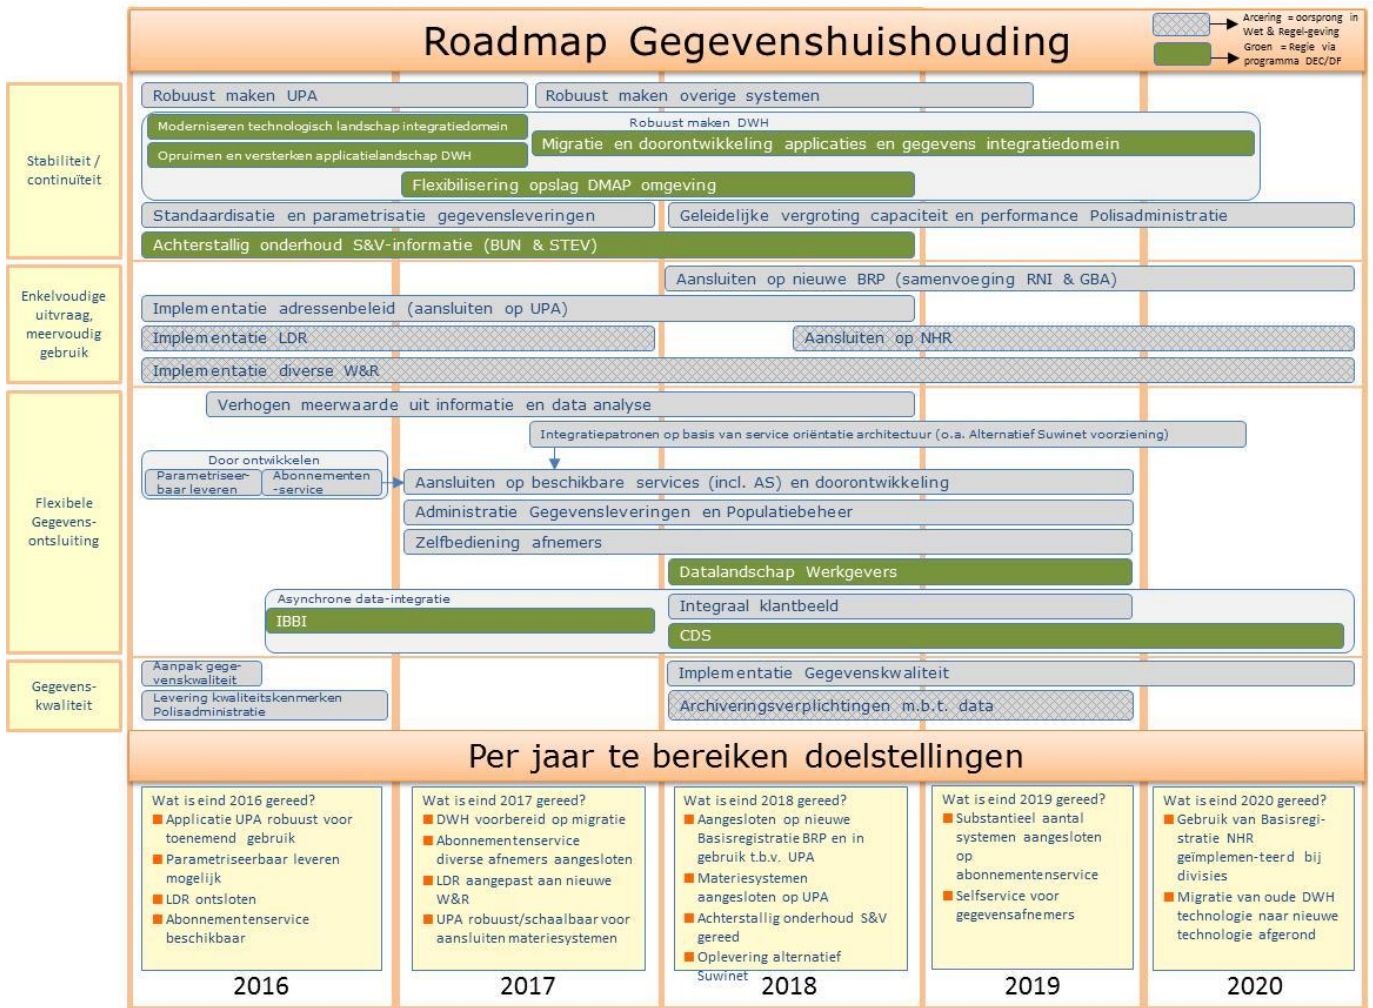 Roadmap Gegevenshuishouding
Arcering = oorsprong in
Wet & Regel-geving
Groen = Regie via
programma DEC/DF
Stabiliteit /
continuïteit
Robuust maken UPA
Robuust maken overige systemen
Robuust maken DWH
Moderniseren technologisch landschap integratiedomein
Migratie en doorontwikkeling applicaties en gegevens integratiedomein
Opruimen en versterken applicatielandschap DWH
Flexibilisering opslag DMAP omgeving
Standaardisatie en parametrisatie gegevensleveringen
Geleidelijke vergroting capaciteit en performance Polisadministratie
Achterstallig onderhoud S&V-informatie (BUN & STEV)
Enkelvoudige
uitvraag,
meervoudig
gebruik
Aansluiten op nieuwe BRP (samenvoeging RNI & GBA)
Implementatie adressenbeleid (aansluiten op UPA)
Implementatie LDR
Aansluiten op NHR
Implementatie diverse W&R
Flexibele
Gegevens-
ontsluiting
Verhogen meerwaarde uit informatie en data analyse
Integratiepatronen op basis van service oriëntatie architectuur (o.a. Alternatief Suwinet voorziening)
Door ontwikkelen
Parametriseer-
baar leveren
Abonnementen
-service
Aansluiten op beschikbare services (incl. AS) en doorontwikkeling
Administratie Gegevensleveringen en Populatiebeheer
Zelfbediening afnemers
Datalandschap Werkgevers
Asynchrone data-integratie
IBBI
Integraal klantbeeld
CDS
Gegevens-
kwaliteit
Aanpak gege-
venskwaliteit
Implementatie Gegevenskwaliteit
Levering kwaliteitskenmerken
Polisadministratie
Archiveringsverplichtingen m.b.t. data
Per jaar te bereiken doelstellingen
Wat is eind 2016 gereed?
Applicatie UPA robuust voor
toenemend gebruik
Parametriseerbaar leveren
mogelijk
LDR ontsloten
Abonnementenservice
beschikbaar
2016
Wat is eind 2017 gereed?
DWH voorbereid op migratie
Abonnementenservice
diverse afnemers aangesloten
LDR aangepast aan nieuwe
W&R
UPA robuust/schaalbaar voor
aansluiten materiesystemen
2017
Wat is eind 2018 gereed?
Aangesloten op nieuwe
Basisregistratie BRP en in
gebruik t.b.v. UPA
Materiesystemen
aangesloten op UPA
Achterstallig onderhoud S&V
gereed
Oplevering alternatief
Suwinet
2018
Wat is eind 2019 gereed?
Substantieel aantal
systemen aangesloten
op
abonnementenservice
Selfservice voor
gegevensafnemers
2019
Wat is eind 2020 gereed?
Gebruik van Basisregi-
stratie NHR
geïmplemen-teerd bij
divisies
Migratie van oude DWH
technologie naar nieuwe
technologie afgerond
2020